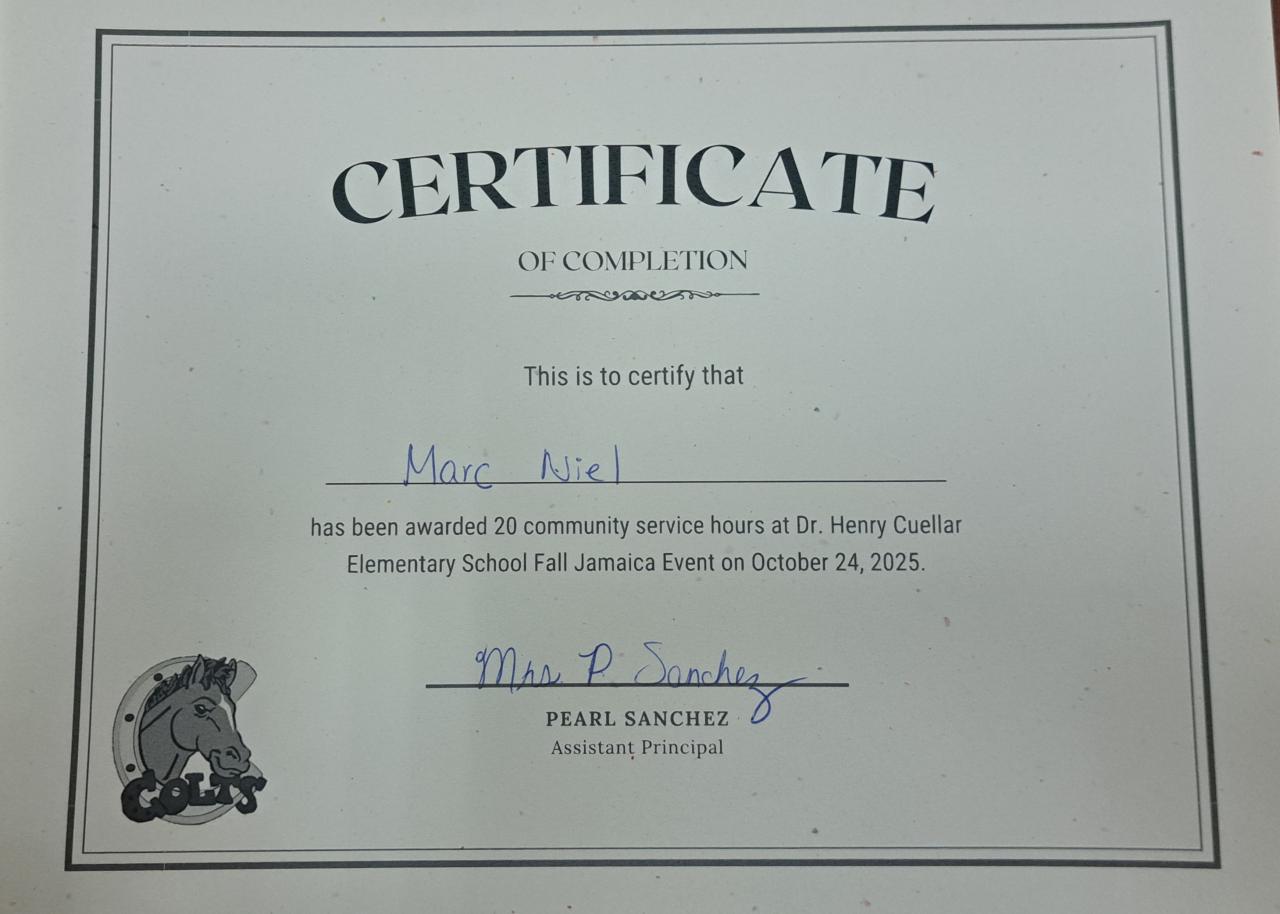 CERTIFICATE
OF COMPLETION
This is to certify that
Marc Niel
has been awarded 20 community service hours at Dr. Henry Cuellar
Elementary School Fall Jamaica Event on October 24, 2025.
Mrs. P. Sanchez
PEARL SANCHEZ
Assistant Principal
COLTS